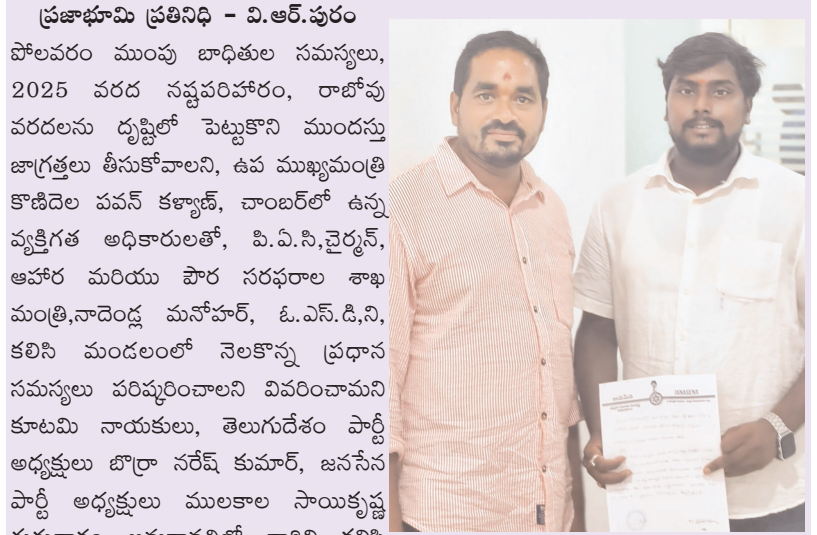 ప్రజాభూమి ప్రతినిధి - వి.ఆర్.పురం
పోలవరం ముంపు బాధితుల సమస్యలు,
2025 వరద నష్టపరిహారం, రాబోవు
వరదలను దృష్టిలో పెట్టుకొని ముందస్తు
జాగ్రత్తలు తీసుకోవాలని, ఉప ముఖ్యమంత్రి
కొణిదెల పవన్ కళ్యాణ్, చాంబర్‌లో ఉన్న
వ్యక్తిగత అధికారులతో, పి.ఏ.సి,చైర్మన్,
ఆహార మరియు పౌర సరఫరాల శాఖ
మంత్రి,నాదెండ్ల మనోహర్, ఓ.ఎస్.డి,ని,
కలిసి మండలంలో నెలకొన్న ప్రధాన
సమస్యలు పరిష్కరించాలని వివరించామని
కూటమి నాయకులు, తెలుగుదేశం పార్టీ
అధ్యక్షులు బొర్రా నరేష్ కుమార్, జనసేన
పార్టీ అధ్యక్షులు ములకాల సాయికృష్ణ
JANASENA